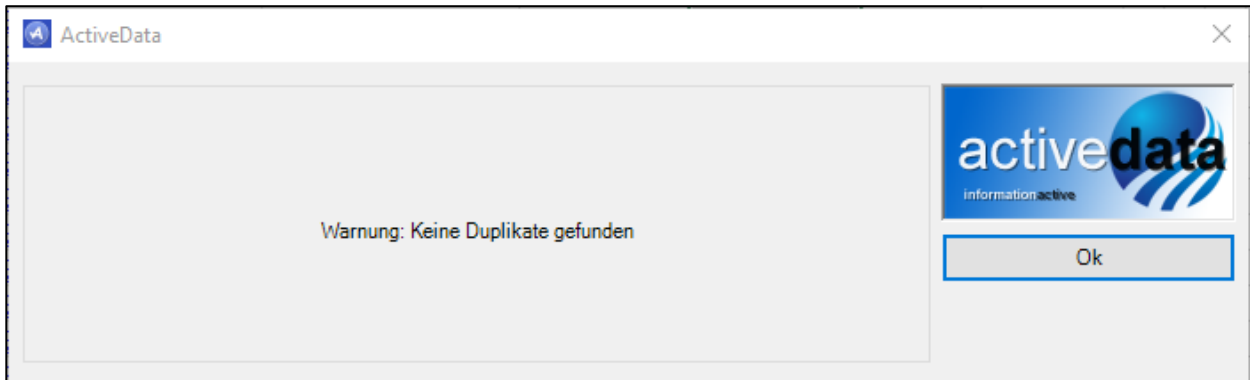 ActiveData
activedata
informationactive
Warnung: Keine Duplikate gefunden
Ok